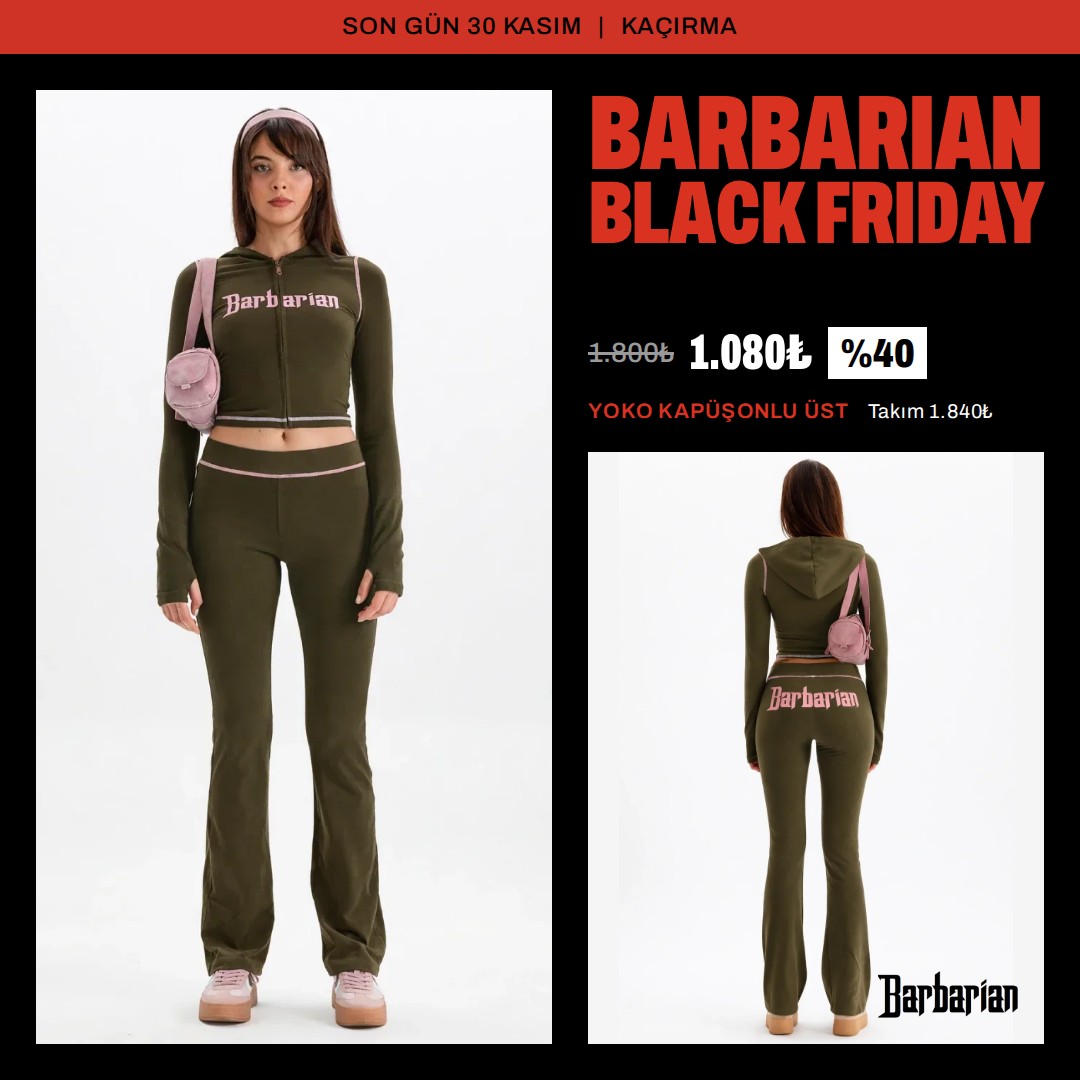 SON GÜN 30 KASIM | KAÇIRMA
BARBARIAN
BLACK FRIDAY
1.800₺ 1.080₺ %40
YOKO KAPÜŞONLU ÜST Takım 1.840₺
Barbarian
Barbarian
Barbarian